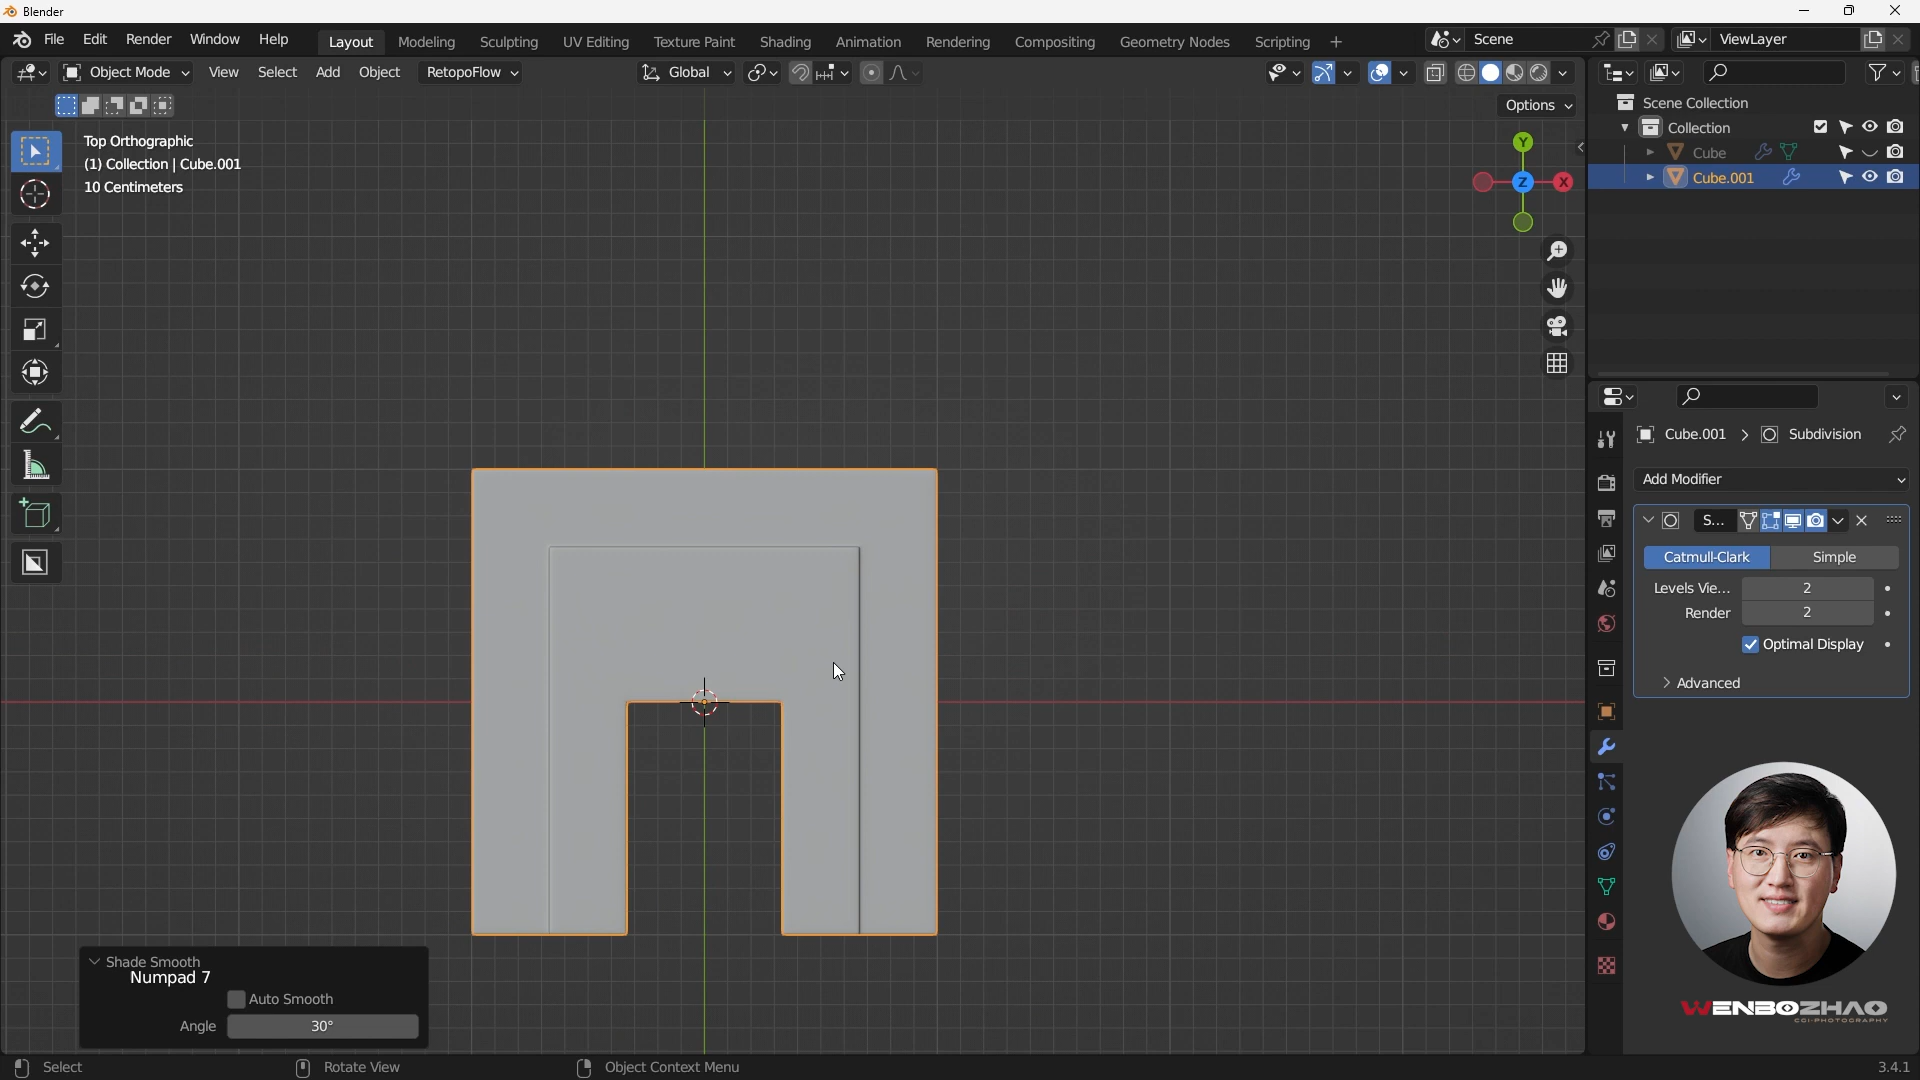 Blender
File Edit Render Window Help Layout Modeling Sculpting UV Editing Texture Paint Shading Animation Rendering Compositing Geometry Nodes Scripting + Scene ViewLayer
Object Mode View Select Add Object RetopoFlow Global
Options
Top Orthographic
(1) Collection | Cube.001
10 Centimeters
Y
Z X
Scene Collection
Collection
Cube
Cube.001
Cube.001 > Subdivision
Add Modifier
S...
Catmull-Clark Simple
Levels Vie... 2
Render 2
Optimal Display
Advanced
WENBOZHAO
CGI-PHOTOGRAPHY
Shade Smooth
Numpad 7
Auto Smooth
Angle 30°
Select Rotate View Object Context Menu 3.4.1